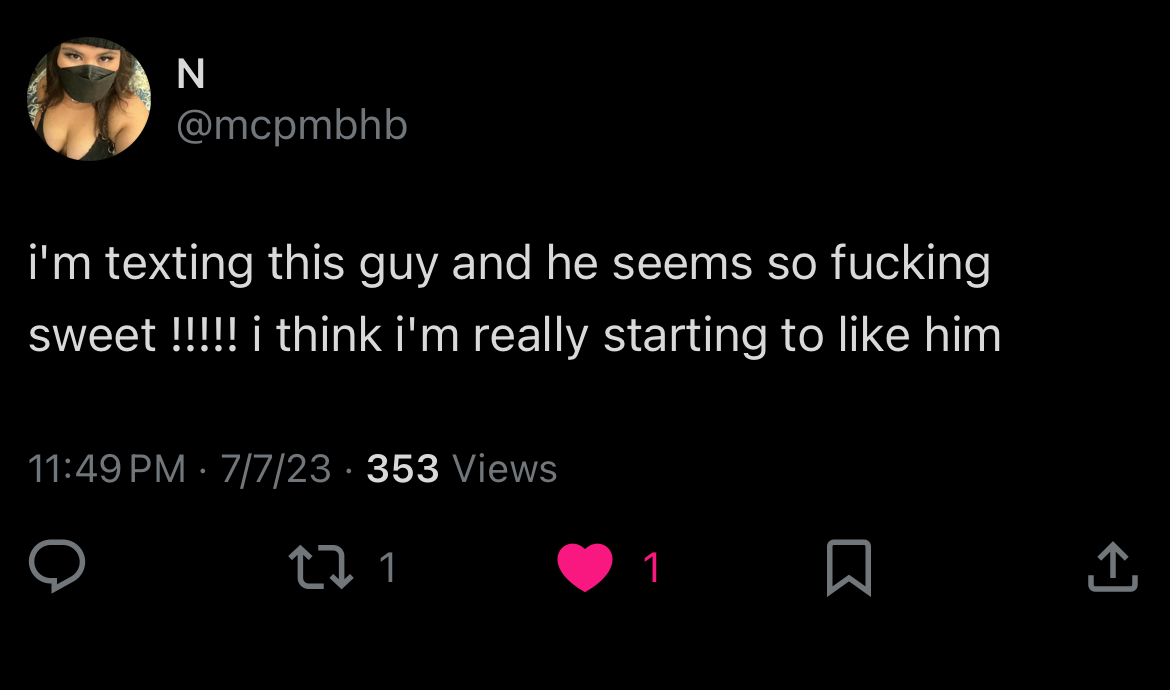 N
@mcpmbhb
i'm texting this guy and he seems so fucking
sweet !!!!! i think i'm really starting to like him
11:49 PM · 7/7/23 · 353 Views
1 1